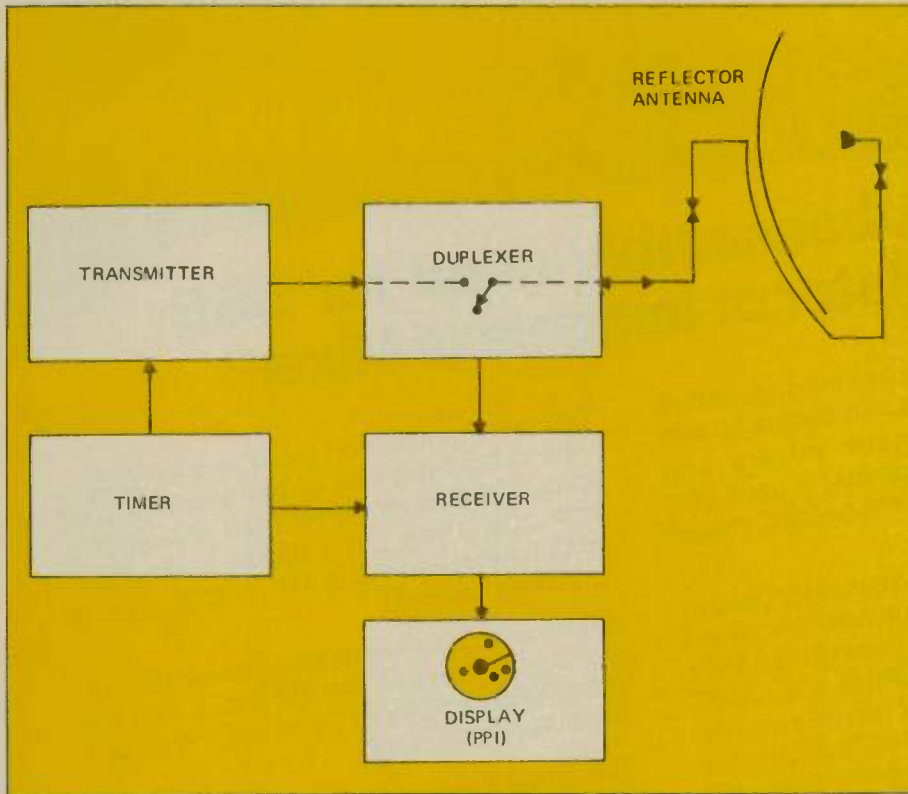 REFLECTOR
ANTENNA
TRANSMITTER
DUPLEXER
TIMER
RECEIVER
DISPLAY
(PPI)